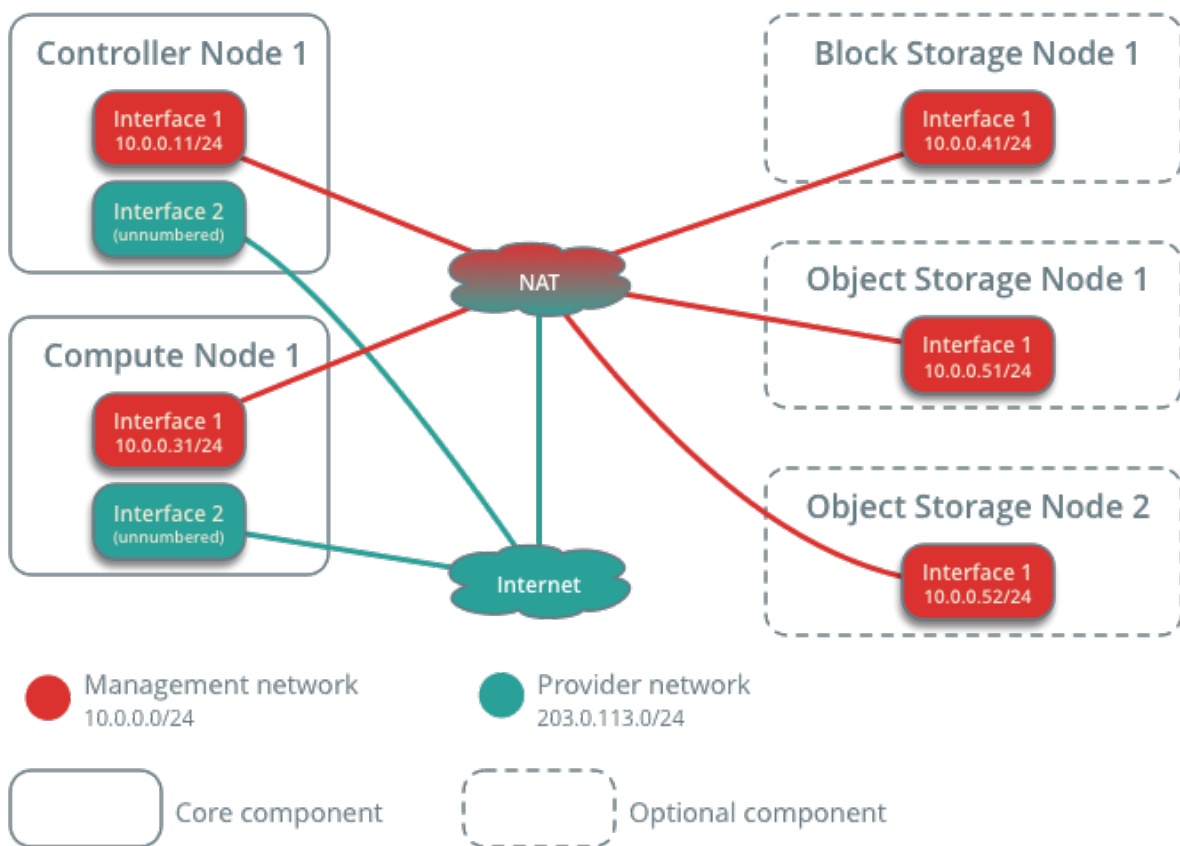 Controller Node 1
Interface 1
10.0.0.11/24
Interface 2
(unnumbered)
Compute Node 1
Interface 1
10.0.0.31/24
Interface 2
(unnumbered)
NAT
Internet
Block Storage Node 1
Interface 1
10.0.0.41/24
Object Storage Node 1
Interface 1
10.0.0.51/24
Object Storage Node 2
Interface 1
10.0.0.52/24
Management network
10.0.0.0/24
Provider network
203.0.113.0/24
Core component
Optional component